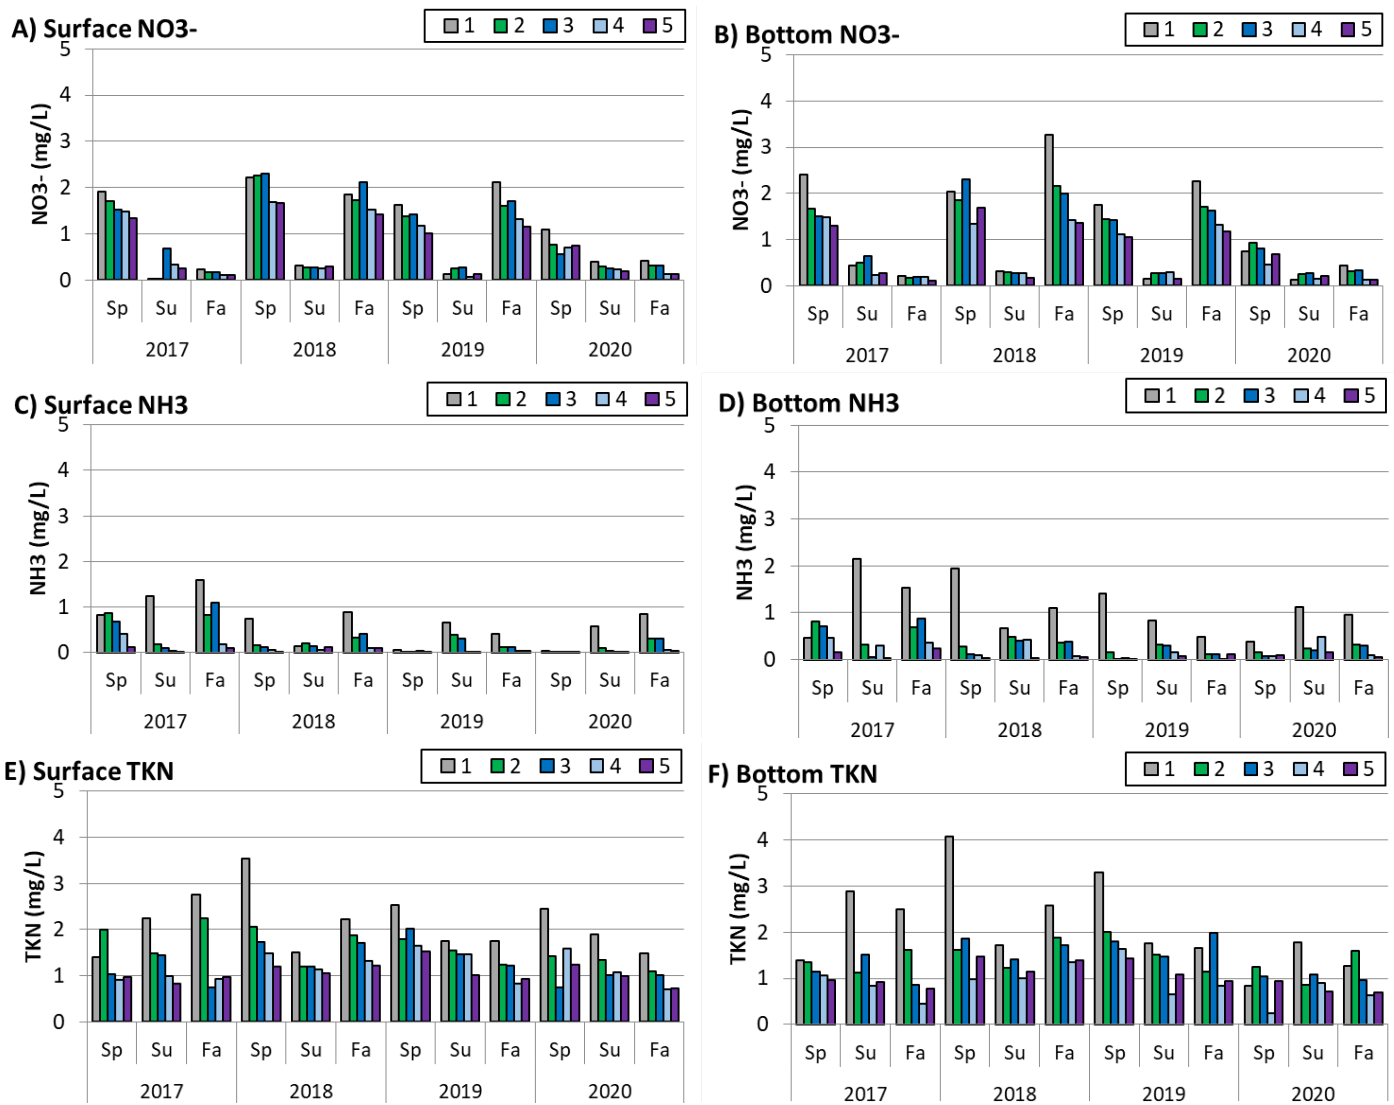 A) Surface NO3-
1 2 3 4 5
NO3- (mg/L)
5
4
3
2
1
0
Sp Su Fa Sp Su Fa Sp Su Fa Sp Su Fa
2017 2018 2019 2020
B) Bottom NO3-
1 2 3 4 5
NO3- (mg/L)
5
4
3
2
1
0
Sp Su Fa Sp Su Fa Sp Su Fa Sp Su Fa
2017 2018 2019 2020
C) Surface NH3
1 2 3 4 5
NH3 (mg/L)
5
4
3
2
1
0
Sp Su Fa Sp Su Fa Sp Su Fa Sp Su Fa
2017 2018 2019 2020
D) Bottom NH3
1 2 3 4 5
NH3 (mg/L)
5
4
3
2
1
0
Sp Su Fa Sp Su Fa Sp Su Fa Sp Su Fa
2017 2018 2019 2020
E) Surface TKN
1 2 3 4 5
TKN (mg/L)
5
4
3
2
1
0
Sp Su Fa Sp Su Fa Sp Su Fa Sp Su Fa
2017 2018 2019 2020
F) Bottom TKN
1 2 3 4 5
TKN (mg/L)
5
4
3
2
1
0
Sp Su Fa Sp Su Fa Sp Su Fa Sp Su Fa
2017 2018 2019 2020